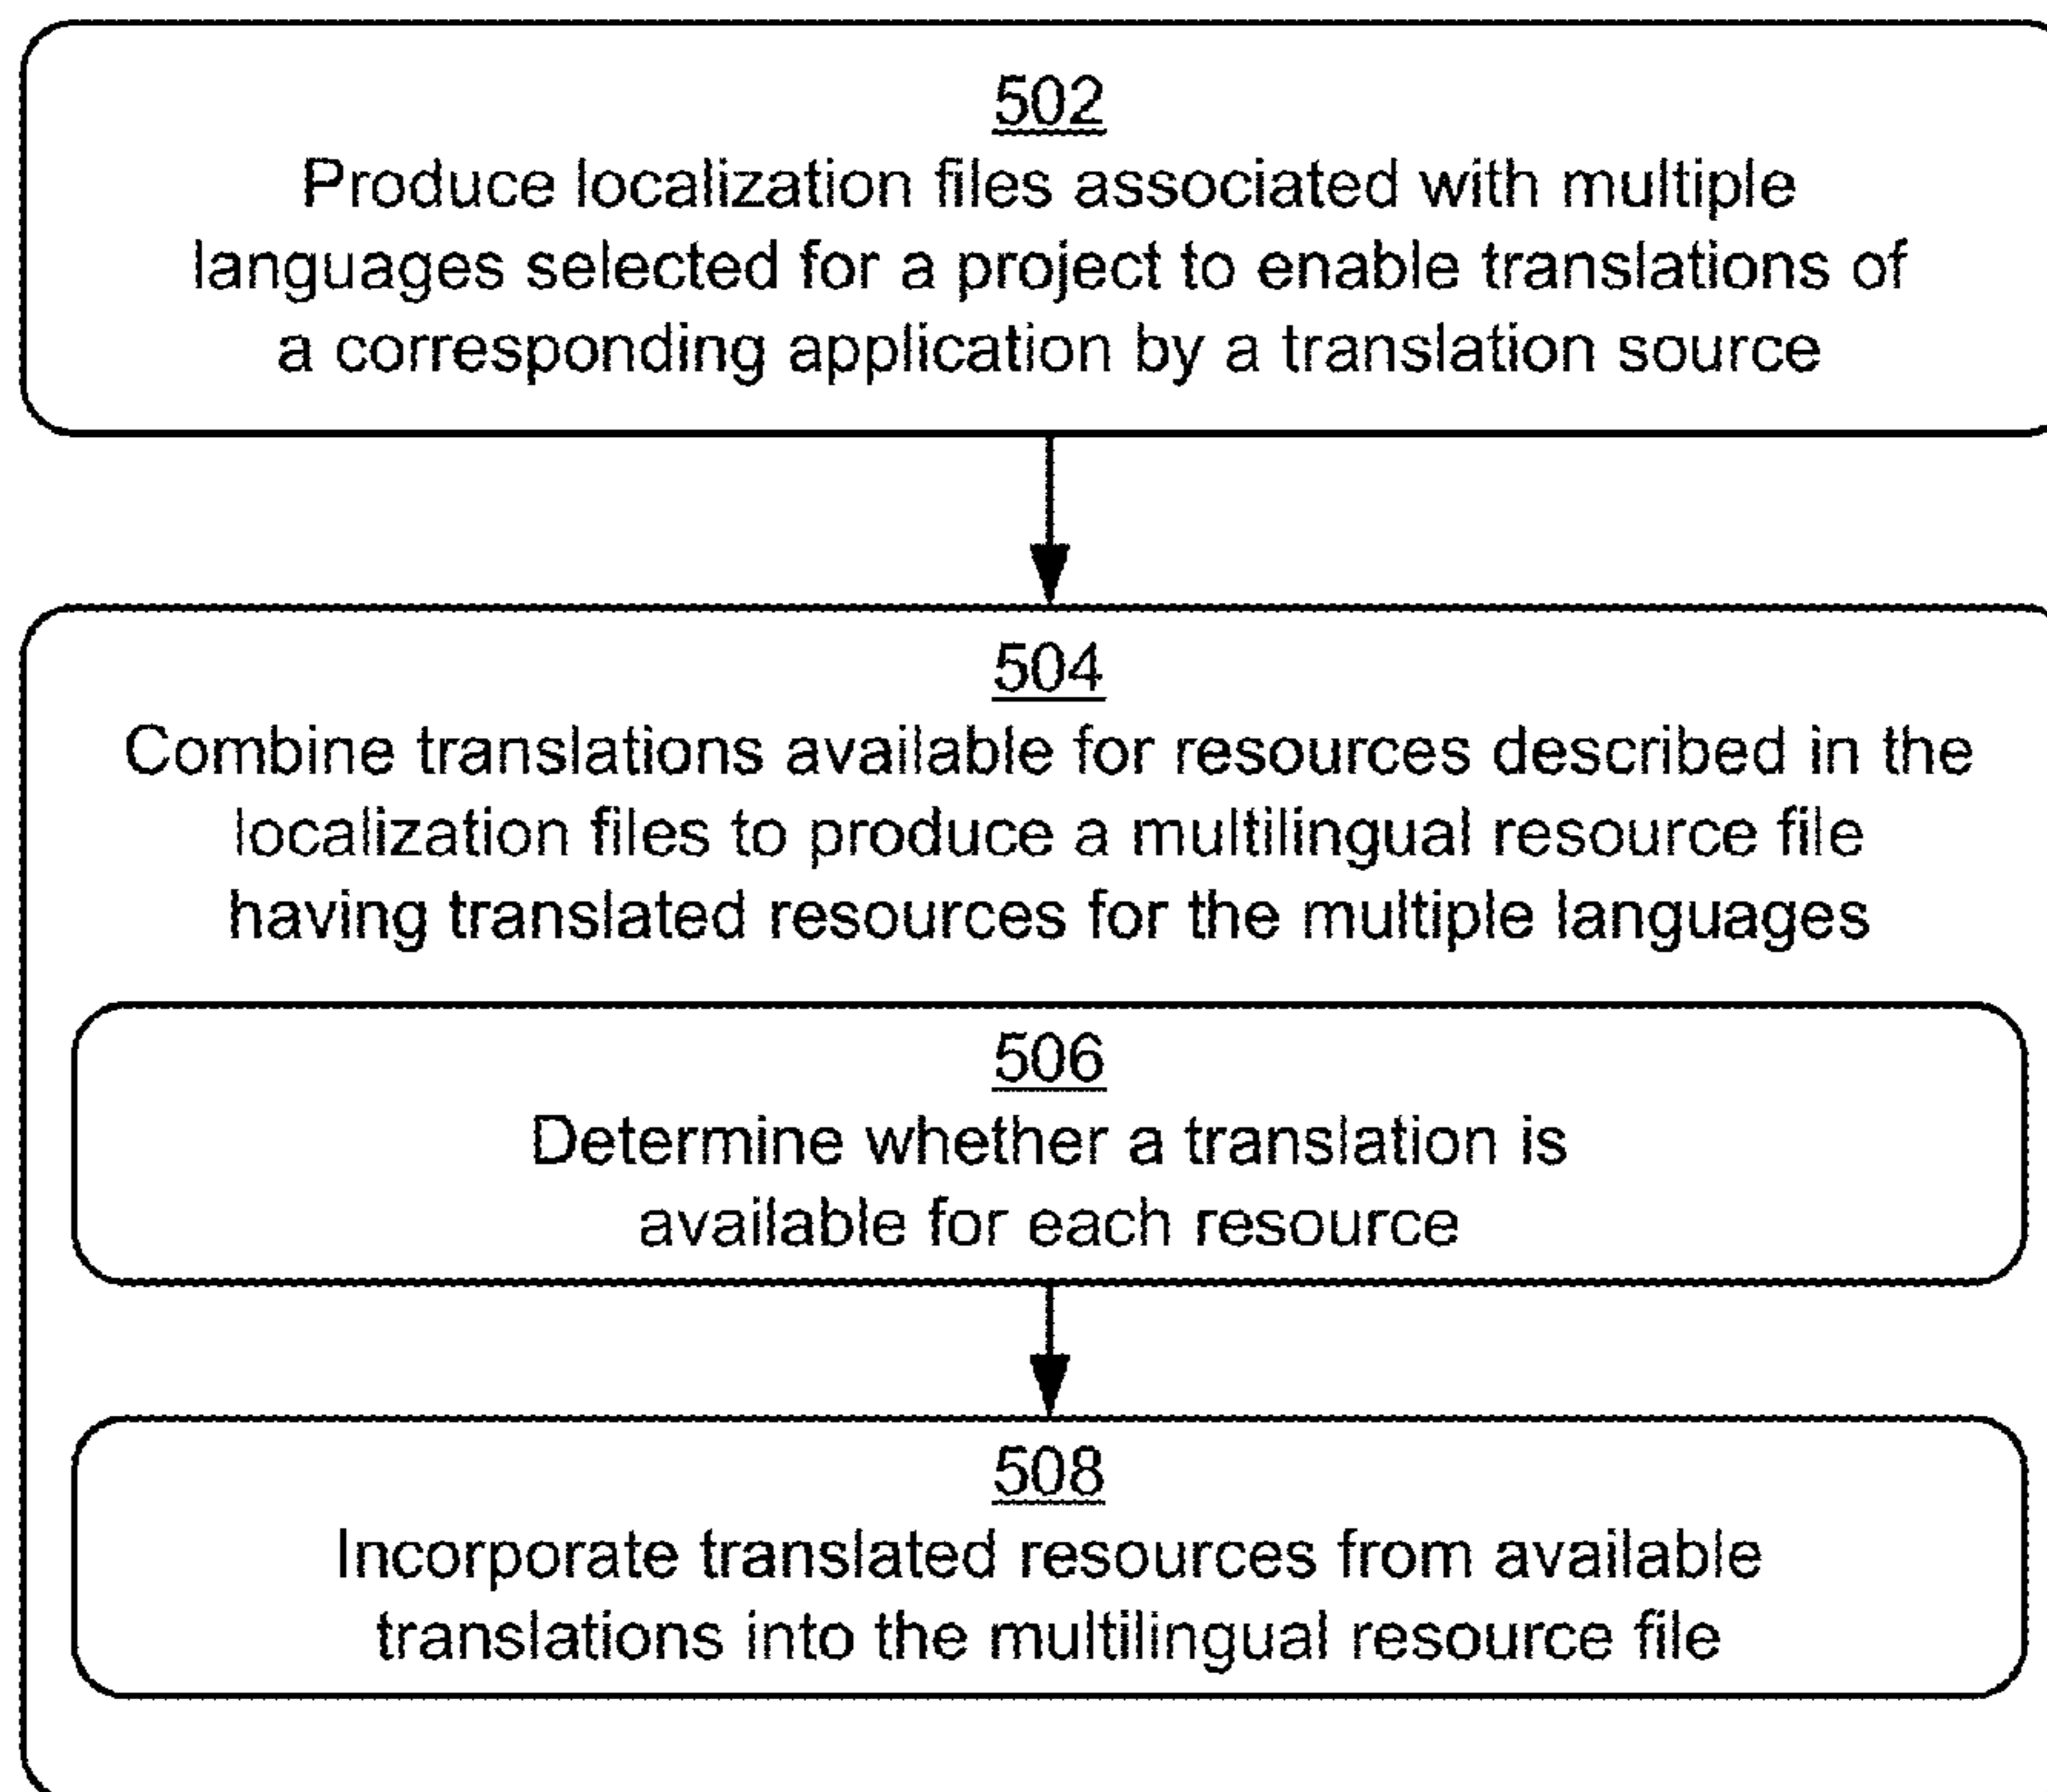 502
Produce localization files associated with multiple
languages selected for a project to enable translations of
a corresponding application by a translation source
504
Combine translations available for resources described in the
localization files to produce a multilingual resource file
having translated resources for the multiple languages
506
Determine whether a translation is
available for each resource
508
Incorporate translated resources from available
translations into the multilingual resource file